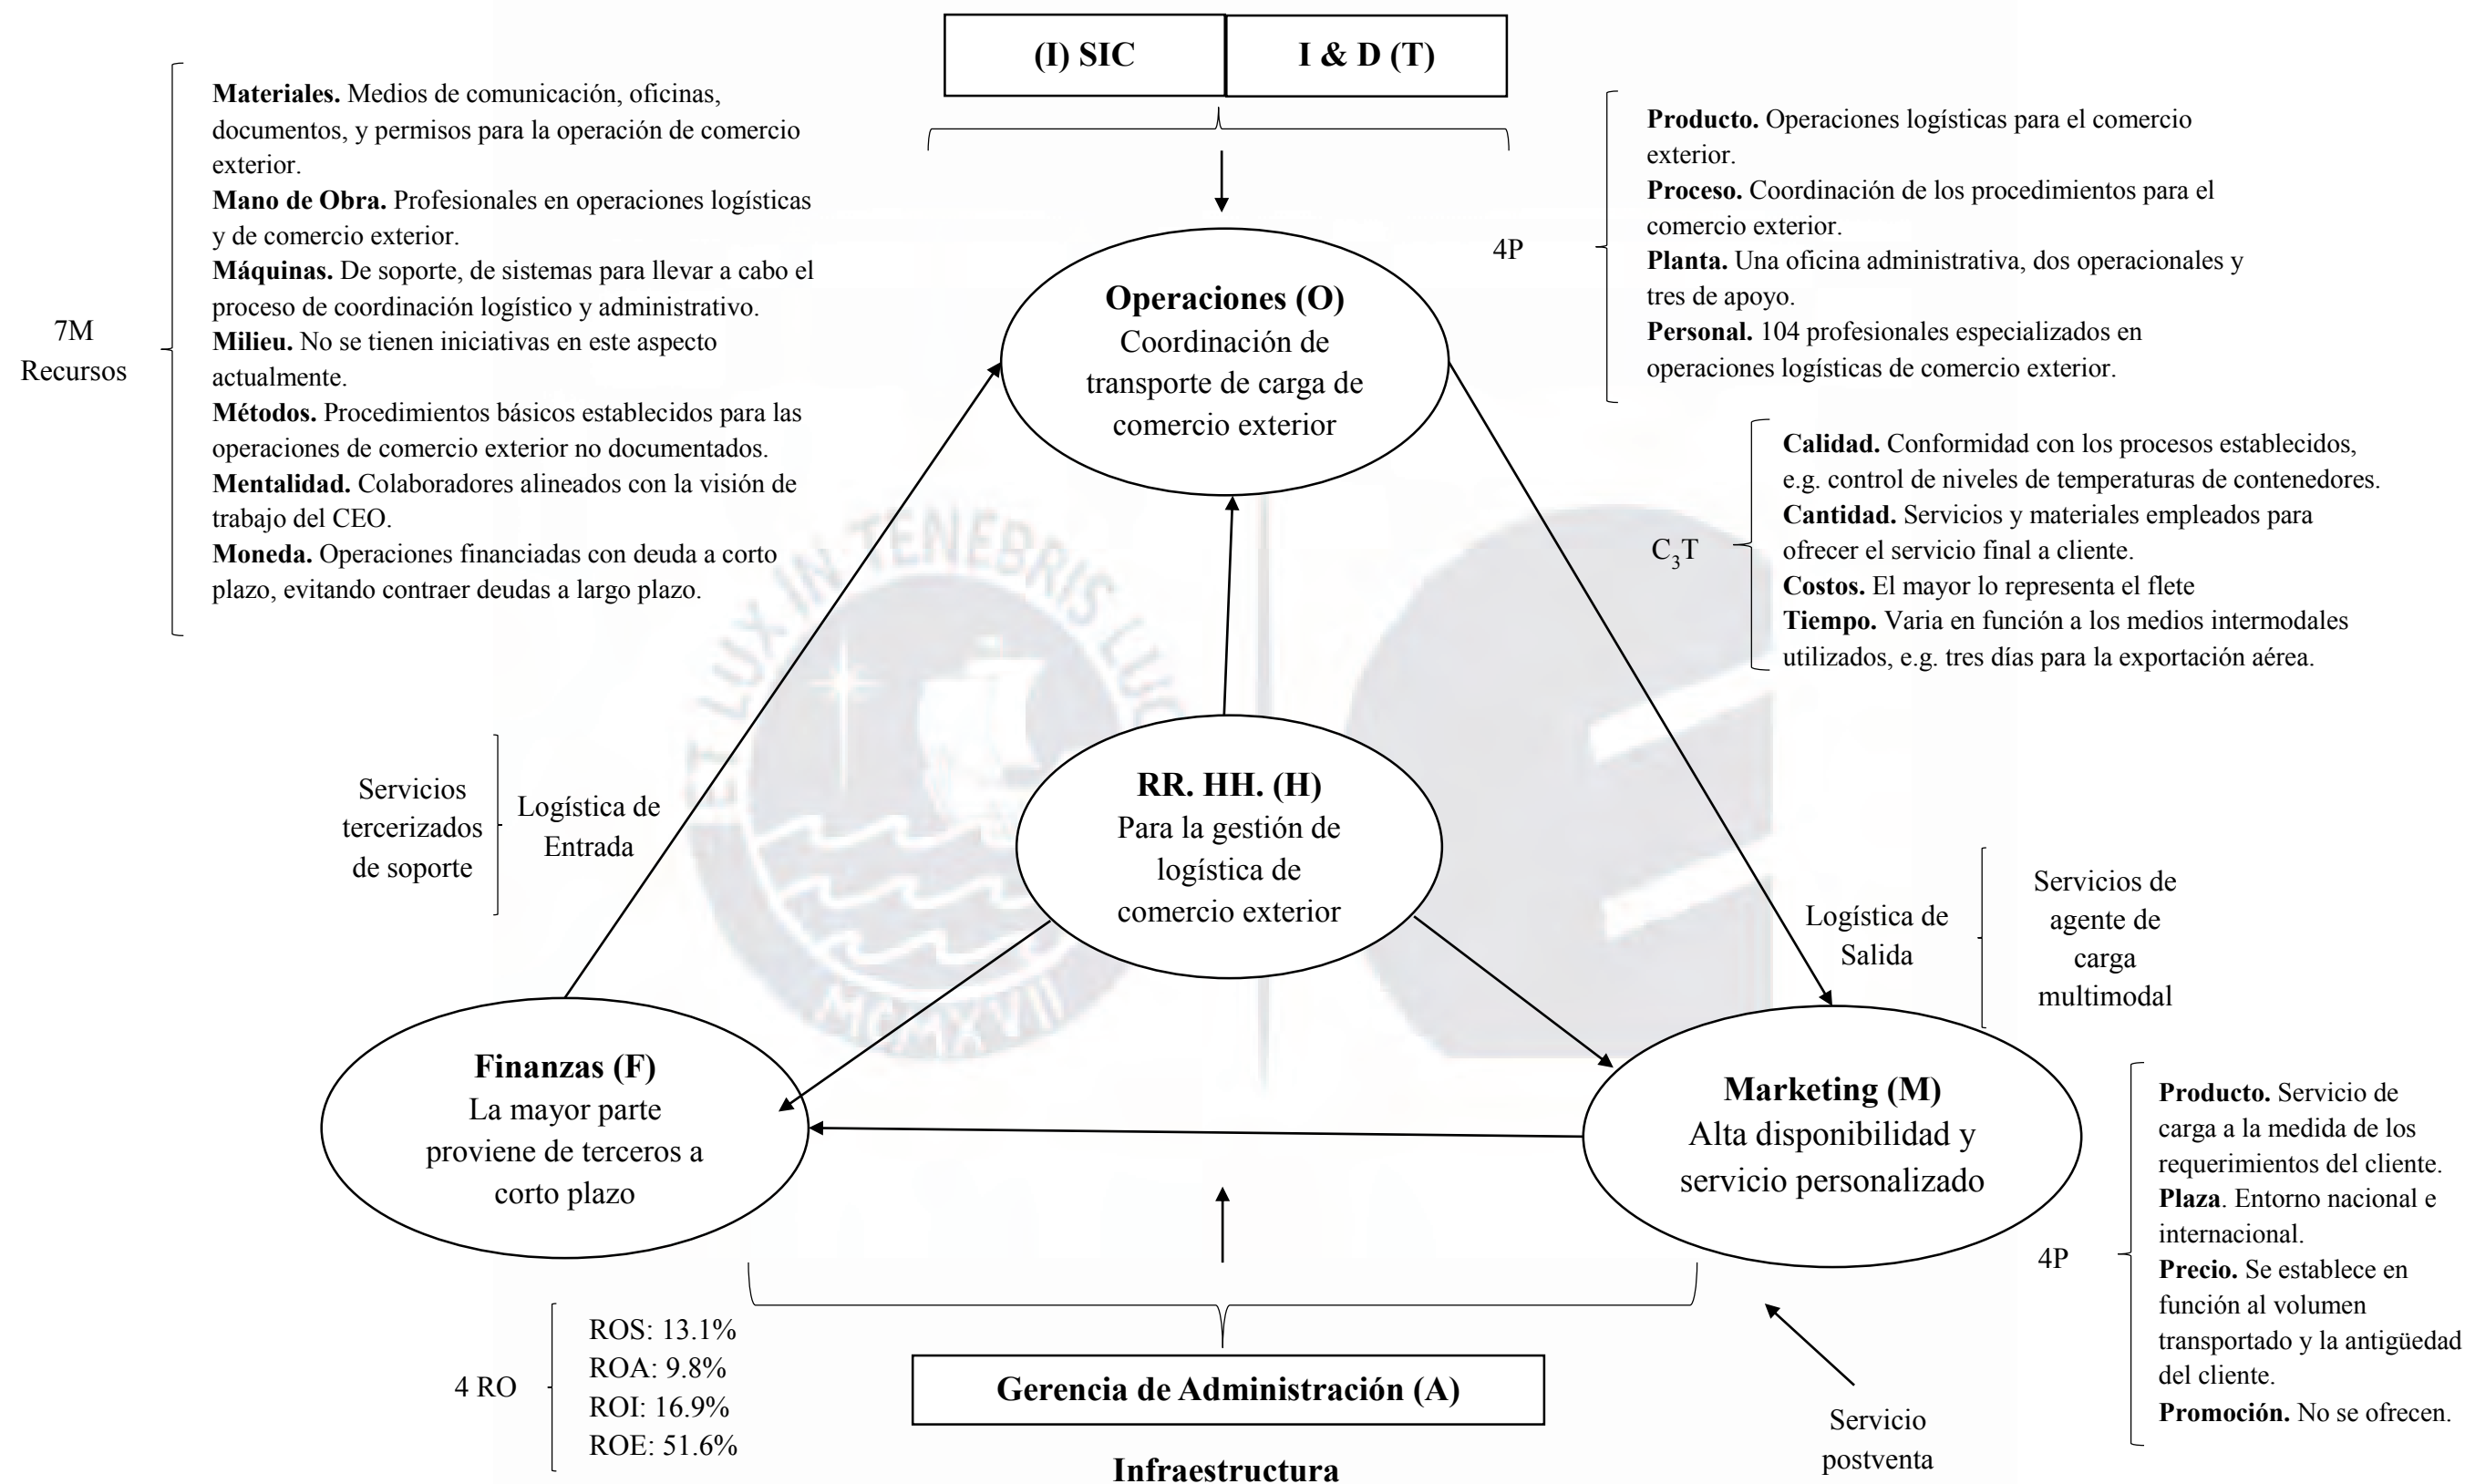 (I) SIC
I & D (T)
7M
Recursos
Materiales. Medios de comunicación, oficinas,
documentos, y permisos para la operación de comercio
exterior.
Mano de Obra. Profesionales en operaciones logísticas
y de comercio exterior.
Máquinas. De soporte, de sistemas para llevar a cabo el
proceso de coordinación logístico y administrativo.
Milieu. No se tienen iniciativas en este aspecto
actualmente.
Métodos. Procedimientos básicos establecidos para las
operaciones de comercio exterior no documentados.
Mentalidad. Colaboradores alineados con la visión de
trabajo del CEO.
Moneda. Operaciones financiadas con deuda a corto
plazo, evitando contraer deudas a largo plazo.
Operaciones (O)
Coordinación de
transporte de carga de
comercio exterior
4P
Producto. Operaciones logísticas para el comercio
exterior.
Proceso. Coordinación de los procedimientos para el
comercio exterior.
Planta. Una oficina administrativa, dos operacionales y
tres de apoyo.
Personal. 104 profesionales especializados en
operaciones logísticas de comercio exterior.
C3T
Calidad. Conformidad con los procesos establecidos,
e.g. control de niveles de temperaturas de contenedores.
Cantidad. Servicios y materiales empleados para
ofrecer el servicio final a cliente.
Costos. El mayor lo representa el flete
Tiempo. Varia en función a los medios intermodales
utilizados, e.g. tres días para la exportación aérea.
ET LUX IN TENEBRIS LUC
MCMXVII
Servicios
tercerizados
de soporte
Logística de
Entrada
RR. HH. (H)
Para la gestión de
logística de
comercio exterior
Logística de
Salida
Servicios de
agente de
carga
multimodal
Finanzas (F)
La mayor parte
proviene de terceros a
corto plazo
Marketing (M)
Alta disponibilidad y
servicio personalizado
4P
Producto. Servicio de
carga a la medida de los
requerimientos del cliente.
Plaza. Entorno nacional e
internacional.
Precio. Se establece en
función al volumen
transportado y la antigüedad
del cliente.
Promoción. No se ofrecen.
4 RO
ROS: 13.1%
ROA: 9.8%
ROI: 16.9%
ROE: 51.6%
Gerencia de Administración (A)
Infraestructura
Servicio
postventa